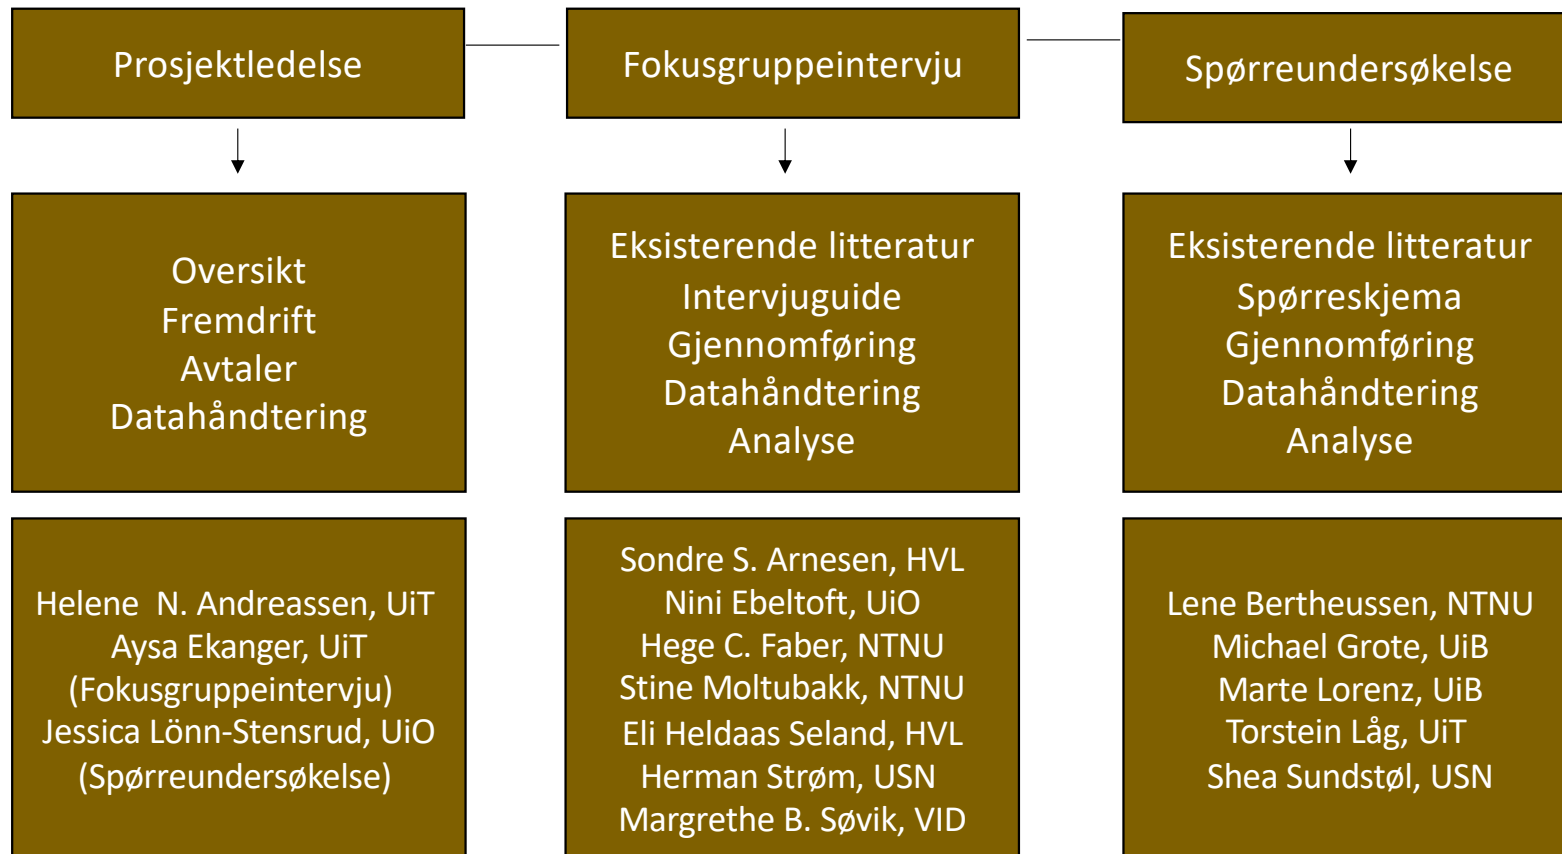 Prosjektledelse
Fokusgruppeintervju
Spørreundersøkelse
Oversikt
Fremdrift
Avtaler
Datahåndtering
Eksisterende litteratur
Intervjuguide
Gjennomføring
Datahåndtering
Analyse
Eksisterende litteratur
Spørreskjema
Gjennomføring
Datahåndtering
Analyse
Helene N. Andreassen, UiT
Aysa Ekanger, UiT
(Fokusgruppeintervju)
Jessica Lönn-Stensrud, UiO
(Spørreundersøkelse)
Sondre S. Arnesen, HVL
Nini Ebeltoft, UiO
Hege C. Faber, NTNU
Stine Moltubakk, NTNU
Eli Heldaas Seland, HVL
Herman Strøm, USN
Margrethe B. Søvik, VID
Lene Bertheussen, NTNU
Michael Grote, UiB
Marte Lorenz, UiB
Torstein Låg, UiT
Shea Sundstøl, USN